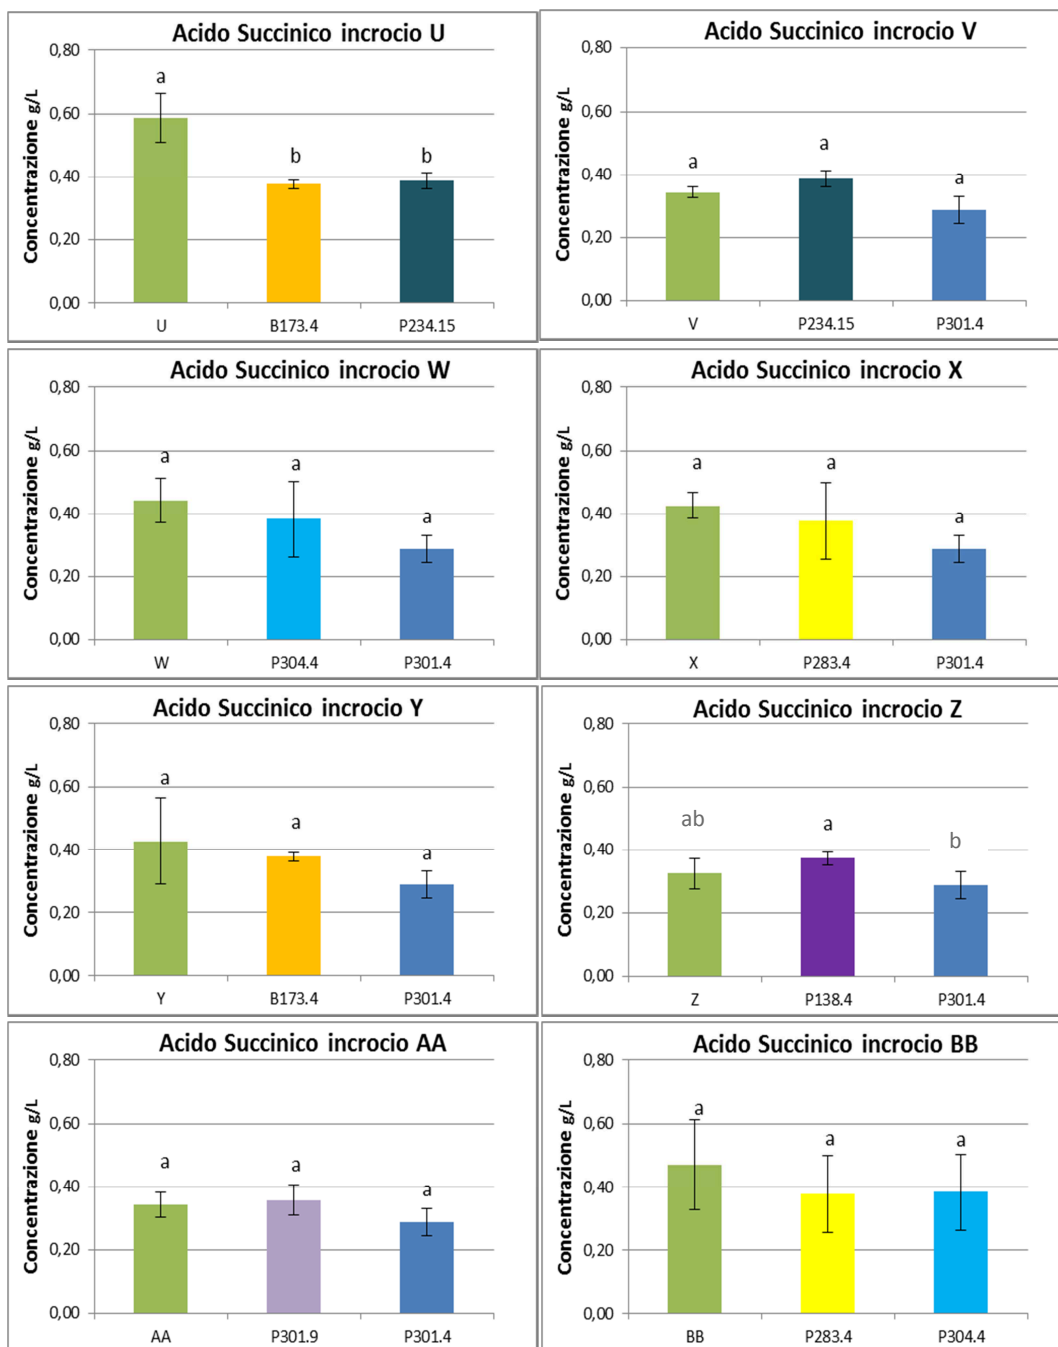 Acido Succinico incrocio U
Concentrazione g/L
0,80
0,60
0,40
0,20
0,00
a
b
b
U
B173.4
P234.15
Acido Succinico incrocio V
Concentrazione g/L
0,80
0,60
0,40
0,20
0,00
a
a
a
V
P234.15
P301.4
Acido Succinico incrocio W
Concentrazione g/L
0,80
0,60
0,40
0,20
0,00
a
a
a
W
P304.4
P301.4
Acido Succinico incrocio X
Concentrazione g/L
0,80
0,60
0,40
0,20
0,00
a
a
a
X
P283.4
P301.4
Acido Succinico incrocio Y
Concentrazione g/L
0,80
0,60
0,40
0,20
0,00
a
a
a
Y
B173.4
P301.4
Acido Succinico incrocio Z
Concentrazione g/L
0,80
0,60
0,40
0,20
0,00
ab
a
b
Z
P138.4
P301.4
Acido Succinico incrocio AA
Concentrazione g/L
0,80
0,60
0,40
0,20
0,00
a
a
a
AA
P301.9
P301.4
Acido Succinico incrocio BB
Concentrazione g/L
0,80
0,60
0,40
0,20
0,00
a
a
a
BB
P283.4
P304.4